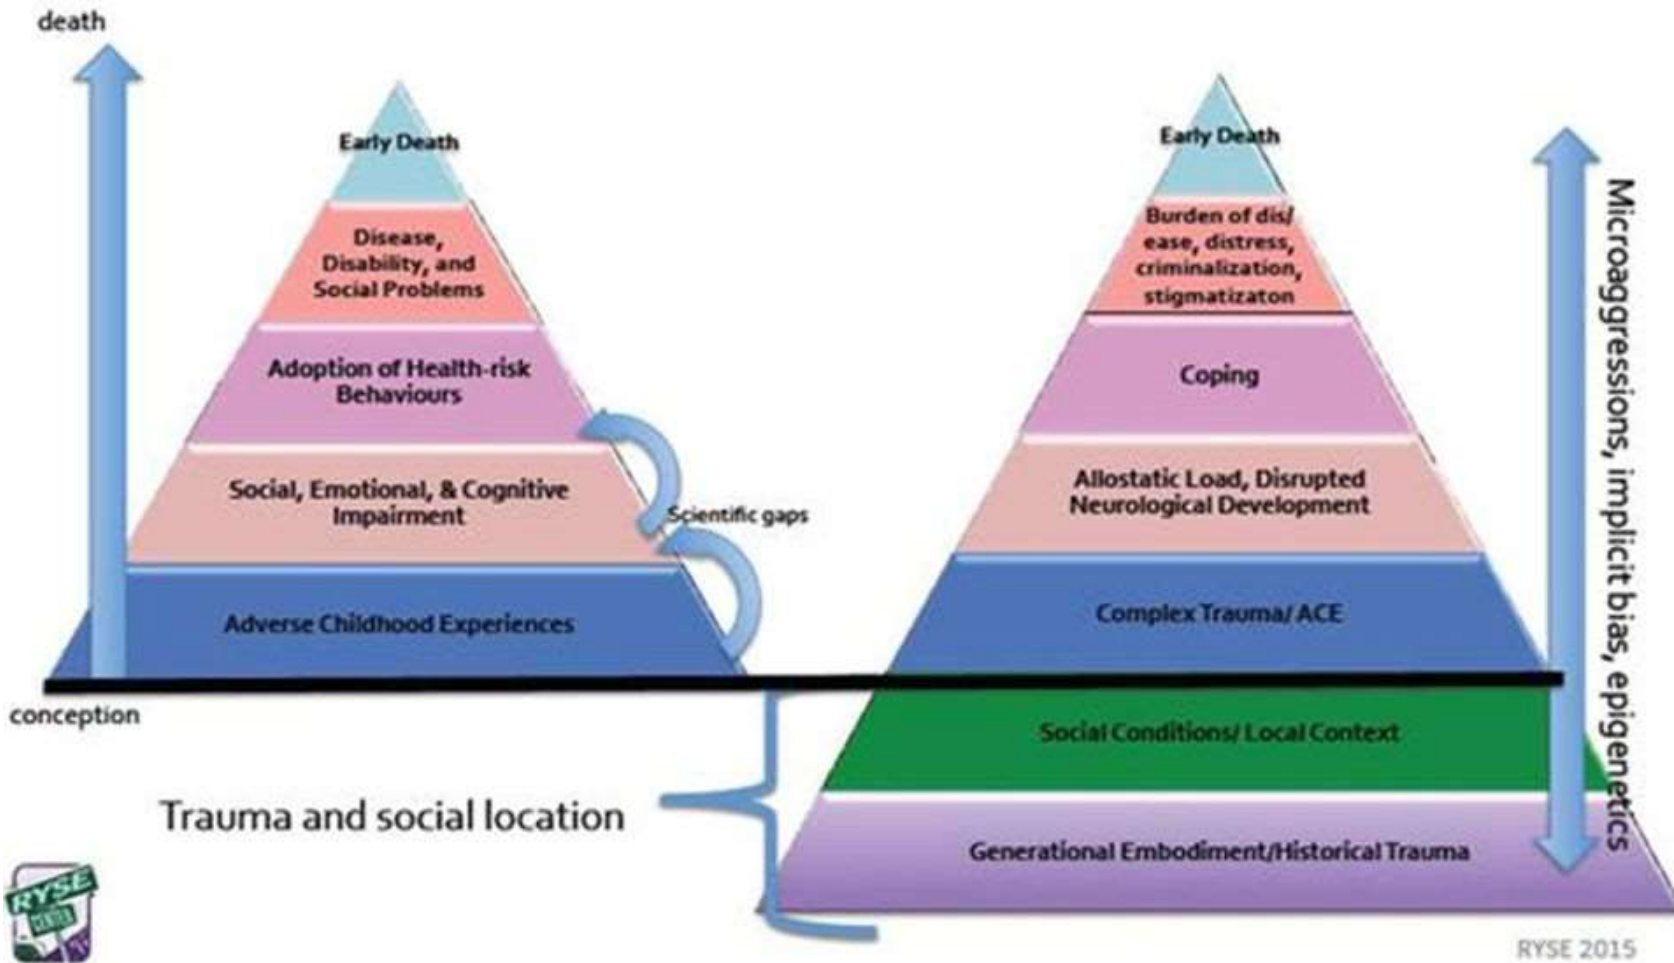 death
Early Death
Disease,
Disability, and
Social Problems
Adoption of Health-risk
Behaviours
Social, Emotional, & Cognitive
Impairment
Scientific gaps
Adverse Childhood Experiences
conception
Trauma and social location
RYSE
CENTER
Early Death
Burden of dis/
ease, distress,
criminalization,
stigmatizaton
Coping
Allostatic Load, Disrupted
Neurological Development
Complex Trauma/ ACE
Social Conditions/ Local Context
Generational Embodiment/Historical Trauma
Microaggressions, implicit bias, epigenetics
RYSE 2015